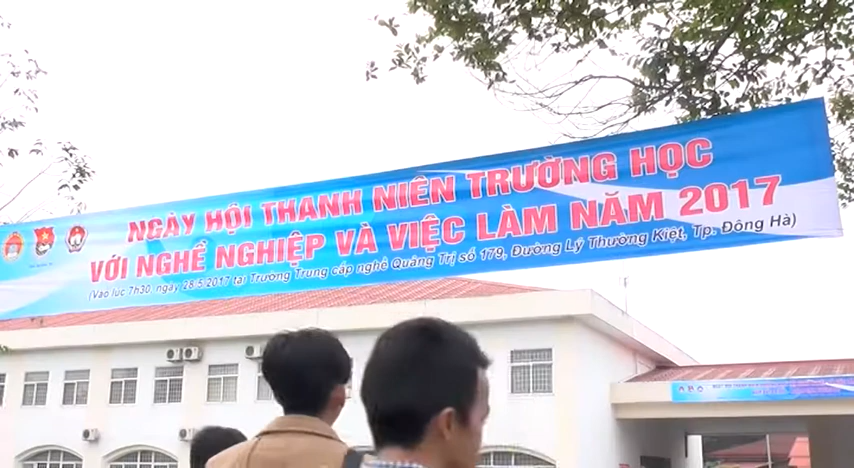 NGÀY HỘI THANH NIÊN TRƯỜNG HỌC
VỚI NGHỀ NGHIỆP VÀ VIỆC LÀM NĂM 2017
(Vào lúc 7h30, ngày 28.5.2017 tại Trường Trung cấp nghề Quảng Trị số 179, Đường Lý Thường Kiệt, Tp. Đông Hà)